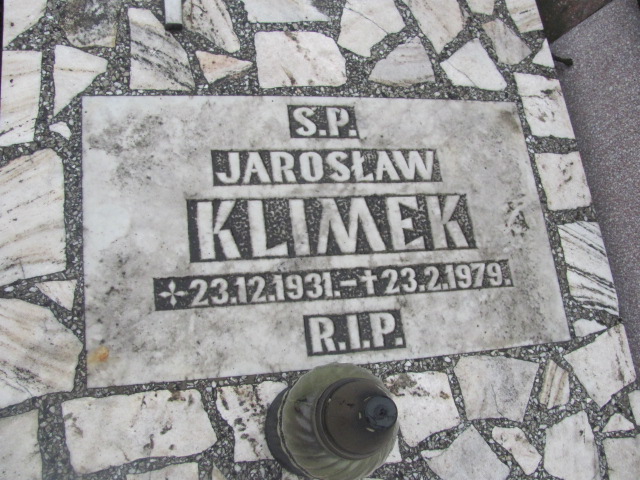 S.P.
JAROSŁAW
KLIMEK
✢23.12.1931.-✝23.2.1979.
R.I.P.